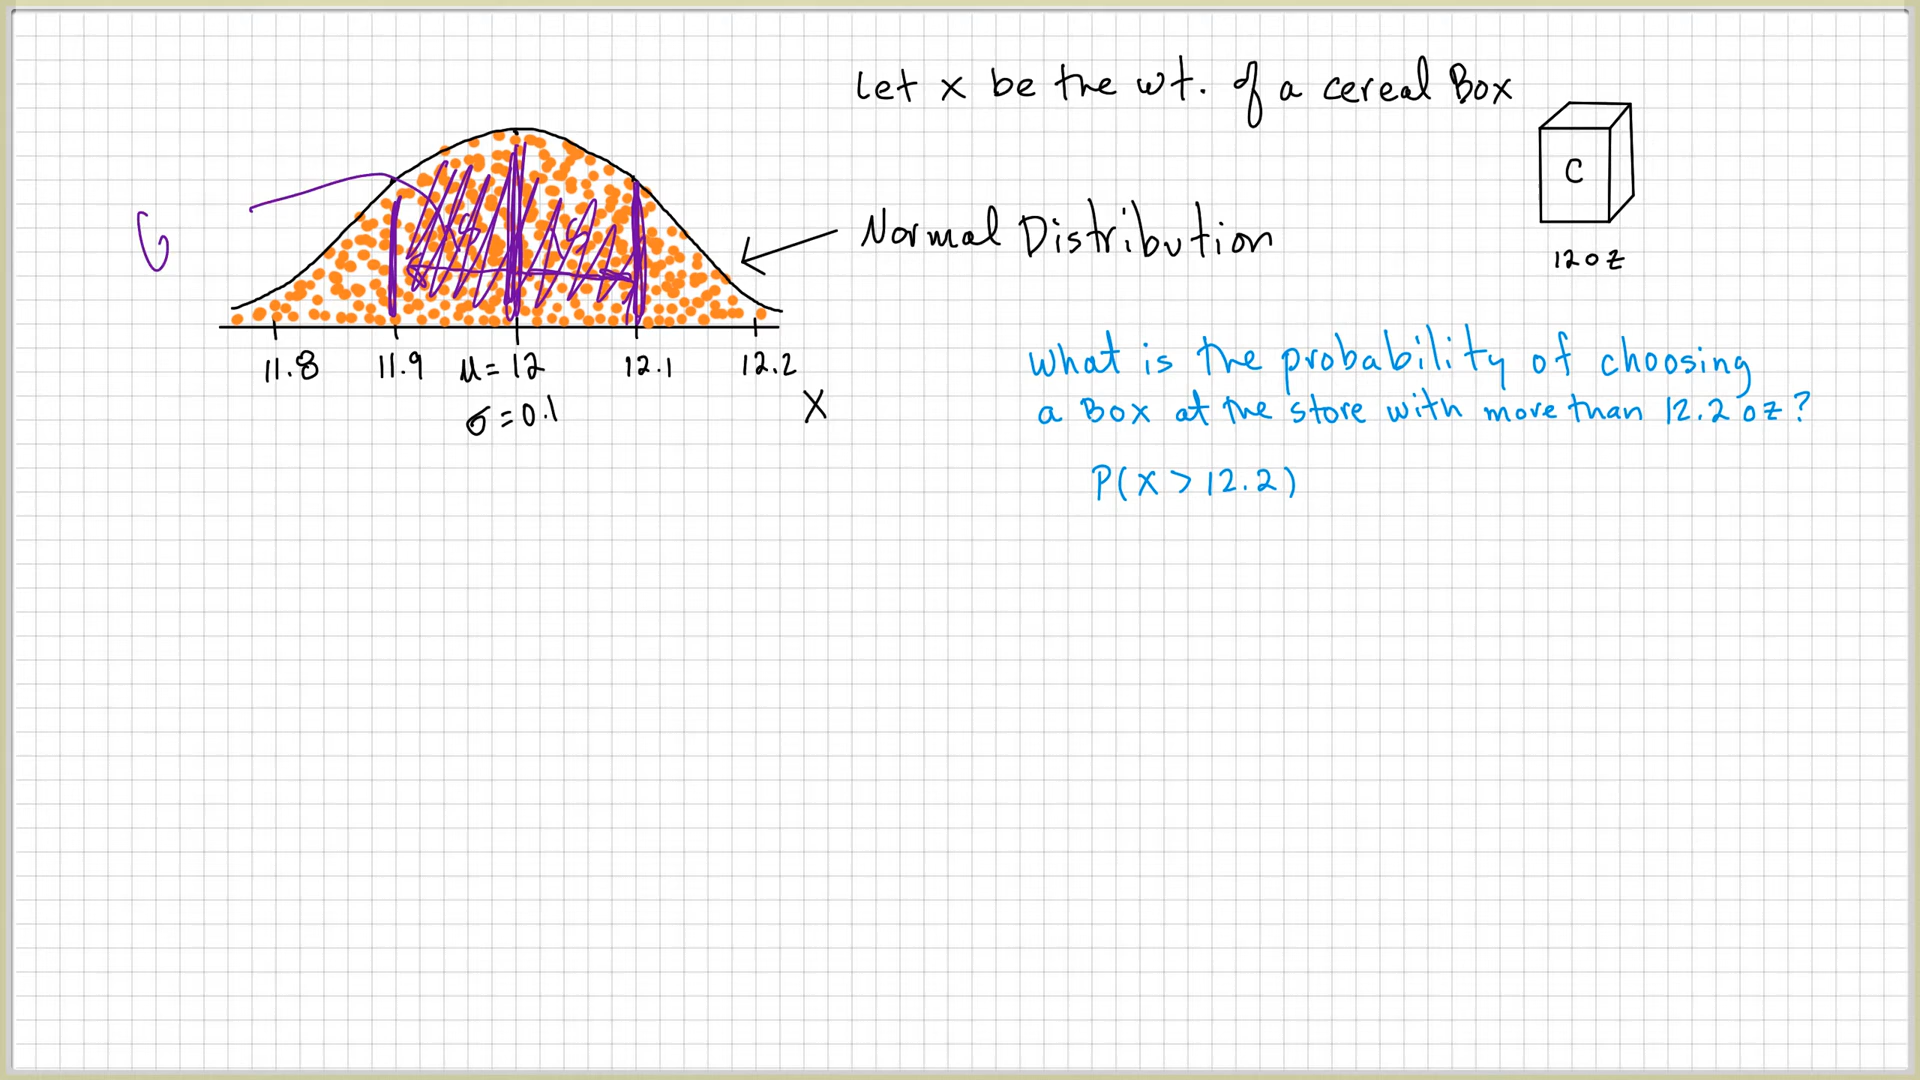 Let x be the wt. of a cereal Box
C
Normal Distribution
12 oz
11.8 11.9 μ = 12 12.1 12.2
σ = 0.1 X
What is the probability of choosing
a Box at the store with more than 12.2 oz?
P(x > 12.2)